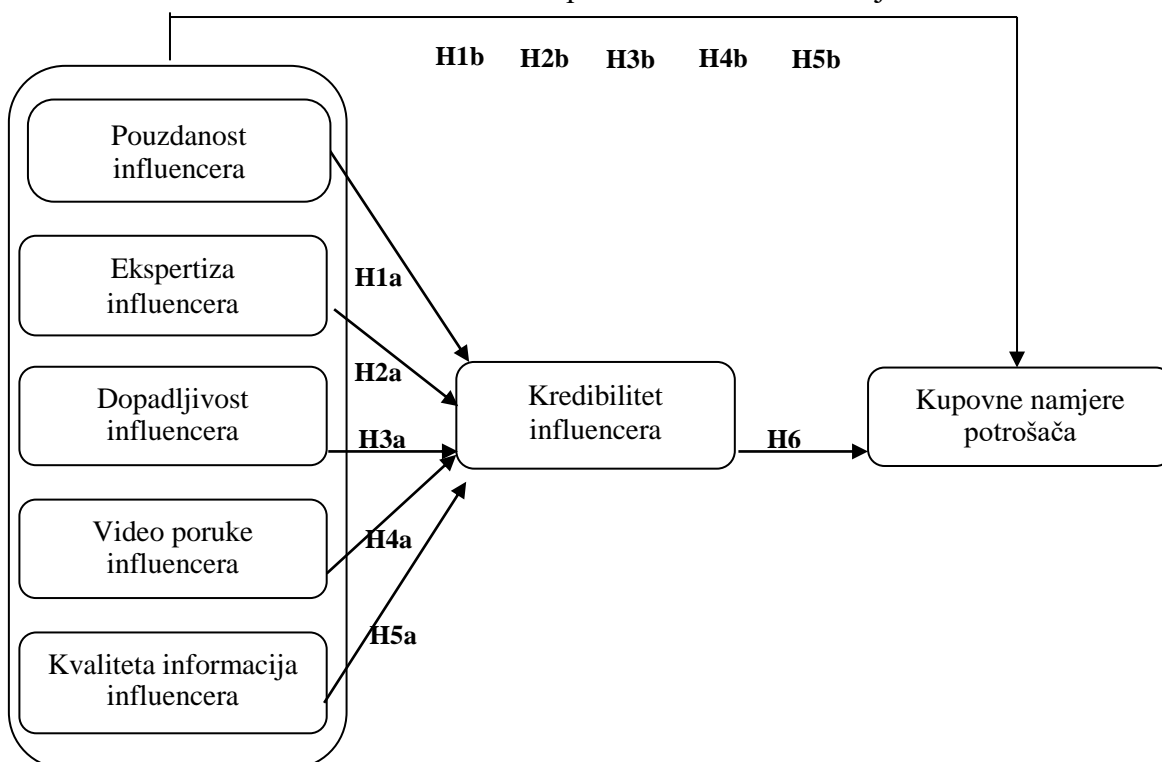 H1b H2b H3b H4b H5b
Pouzdanost
influencera
Ekspertiza
influencera
H1a
H2a
Dopadljivost
influencera
H3a
Kredibilitet
influencera
H6
Kupovne namjere
potrošača
Video poruke
influencera
H4a
H5a
Kvaliteta informacija
influencera